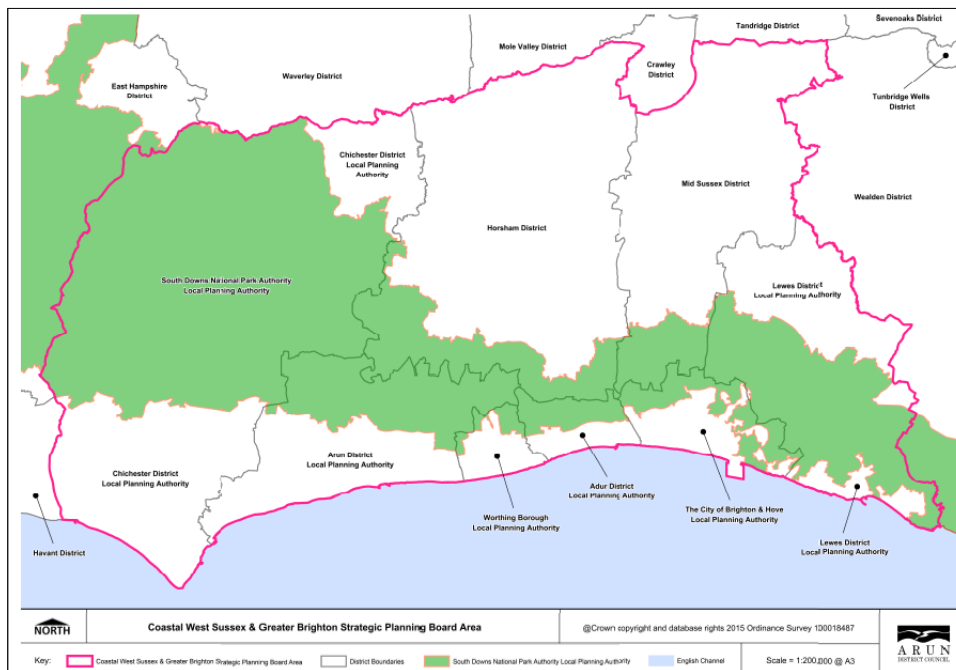 Sevenoaks District
Tandridge District
Mole Valley District
Crawley
District
Waverley District
East Hampshire
District
Tunbridge Wells
District
Chichester District
Local Planning
Authority
Mid Sussex District
Wealden District
Horsham District
South Downs National Park Authority
Local Planning Authority
Lewes District
Local Planning Authority
Arun District
Local Planning Authority
Chichester District
Local Planning Authority
Adur District
Local Planning Authority
Worthing Borough
Local Planning Authority
The City of Brighton & Hove
Local Planning Authority
Lewes District
Local Planning Authority
Havant District
NORTH
Coastal West Sussex & Greater Brighton Strategic Planning Board Area
@Crown copyright and database rights 2015 Ordinance Survey 100018487
Key:
Coastal West Sussex & Greater Brighton Strategic Planning Board Area
District Boundaries
South Downs National Park Authority Local Planning Authority
English Channel
Scale = 1:200,000 @ A3
ARUN
DISTRICT COUNCIL